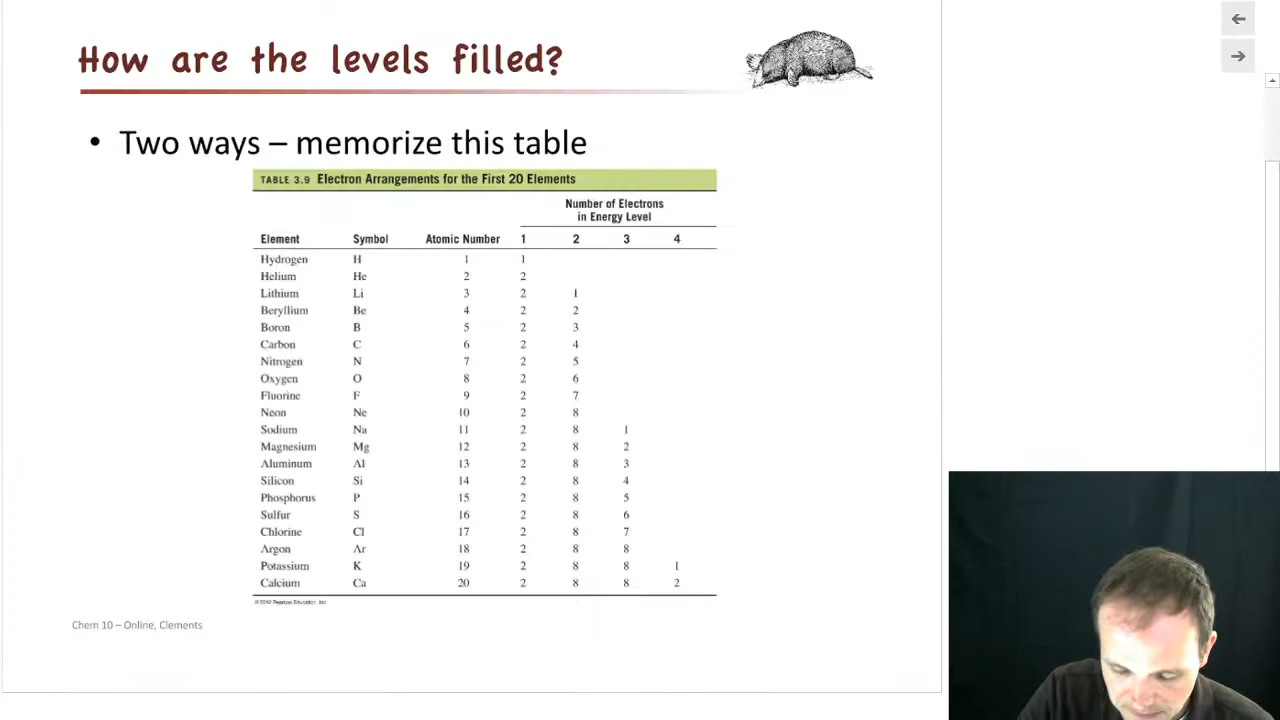 How are the levels filled?
• Two ways – memorize this table
TABLE 3.9 Electron Arrangements for the First 20 Elements
Number of Electrons
in Energy Level
Element Symbol Atomic Number 1 2 3 4
Hydrogen H 1 1
Helium He 2 2
Lithium Li 3 2 1
Beryllium Be 4 2 2
Boron B 5 2 3
Carbon C 6 2 4
Nitrogen N 7 2 5
Oxygen O 8 2 6
Fluorine F 9 2 7
Neon Ne 10 2 8
Sodium Na 11 2 8 1
Magnesium Mg 12 2 8 2
Aluminum Al 13 2 8 3
Silicon Si 14 2 8 4
Phosphorus P 15 2 8 5
Sulfur S 16 2 8 6
Chlorine Cl 17 2 8 7
Argon Ar 18 2 8 8
Potassium K 19 2 8 8 1
Calcium Ca 20 2 8 8 2
© 2012 Pearson Education, Inc.
Chem 10 – Online, Clements